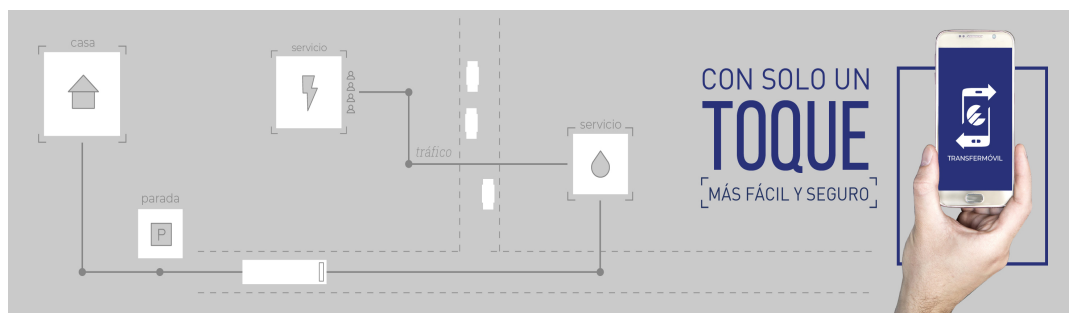 casa
servicio
tráfico
servicio
parada
P
CON SOLO UN
TOQUE
MÁS FÁCIL Y SEGURO
TRANSFERMÓVIL